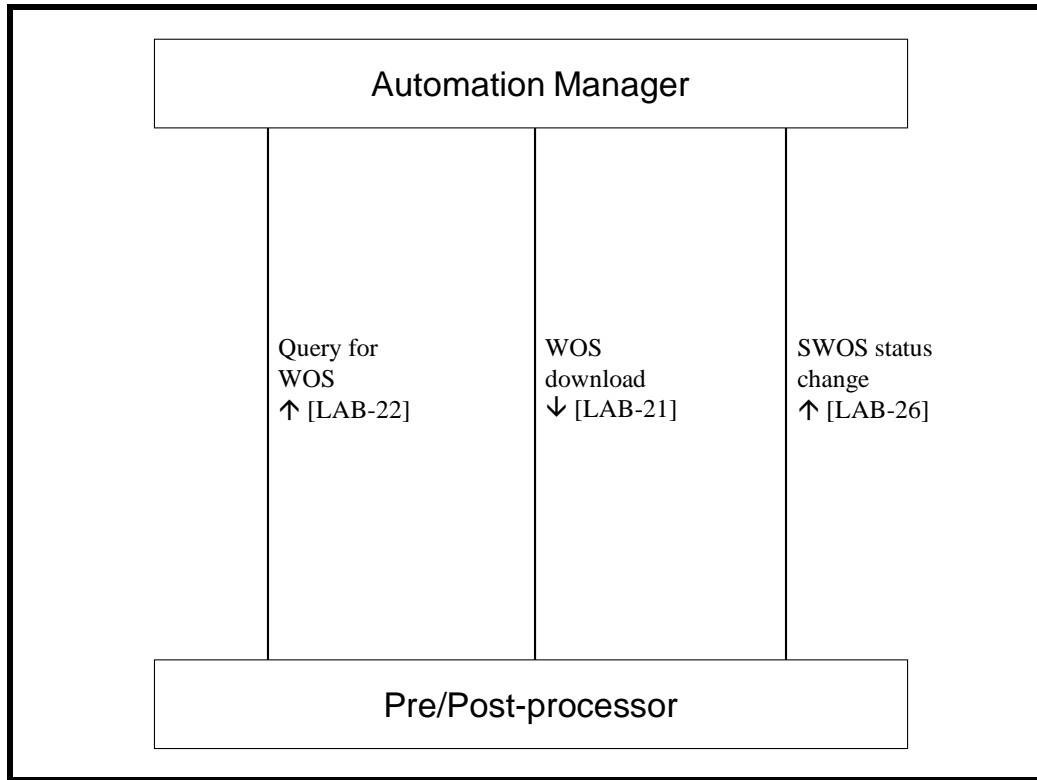 Automation Manager
Query for
WOS
↑ [LAB-22]
WOS
download
↓ [LAB-21]
SWOS status
change
↑ [LAB-26]
Pre/Post-processor